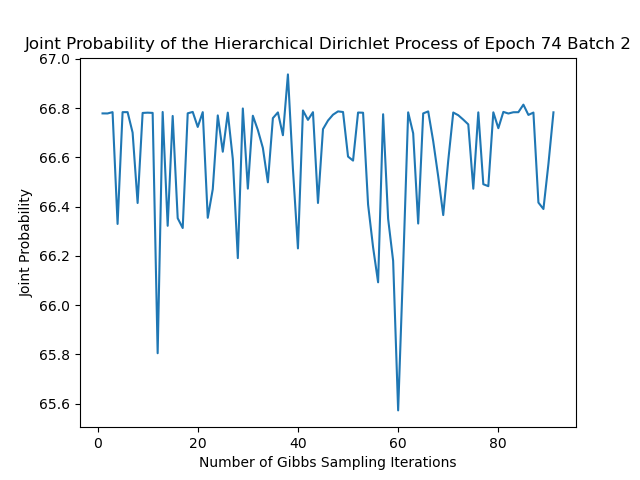 Joint Probability of the Hierarchical Dirichlet Process of Epoch 74 Batch 2
67.0
66.8
66.6
66.4
66.2
66.0
65.8
65.6
Joint Probability
0 20 40 60 80
Number of Gibbs Sampling Iterations